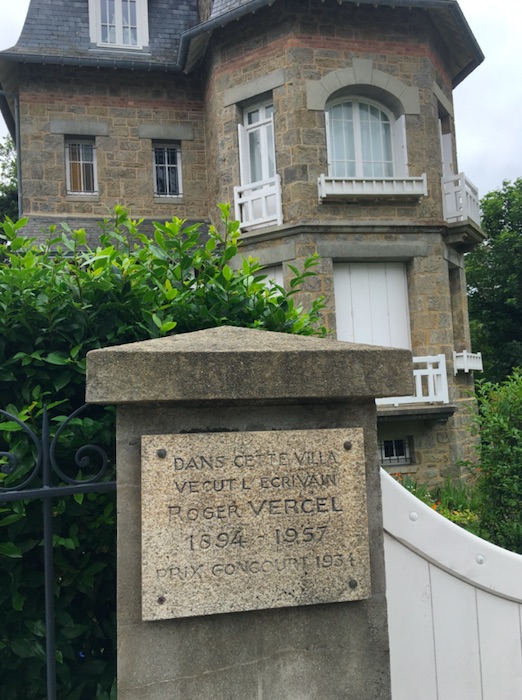 DANS CETTE VILLA
VECUT L'ECRIVAIN
ROGER VERCEL
1894 - 1957
PRIX GONCOURT 1934